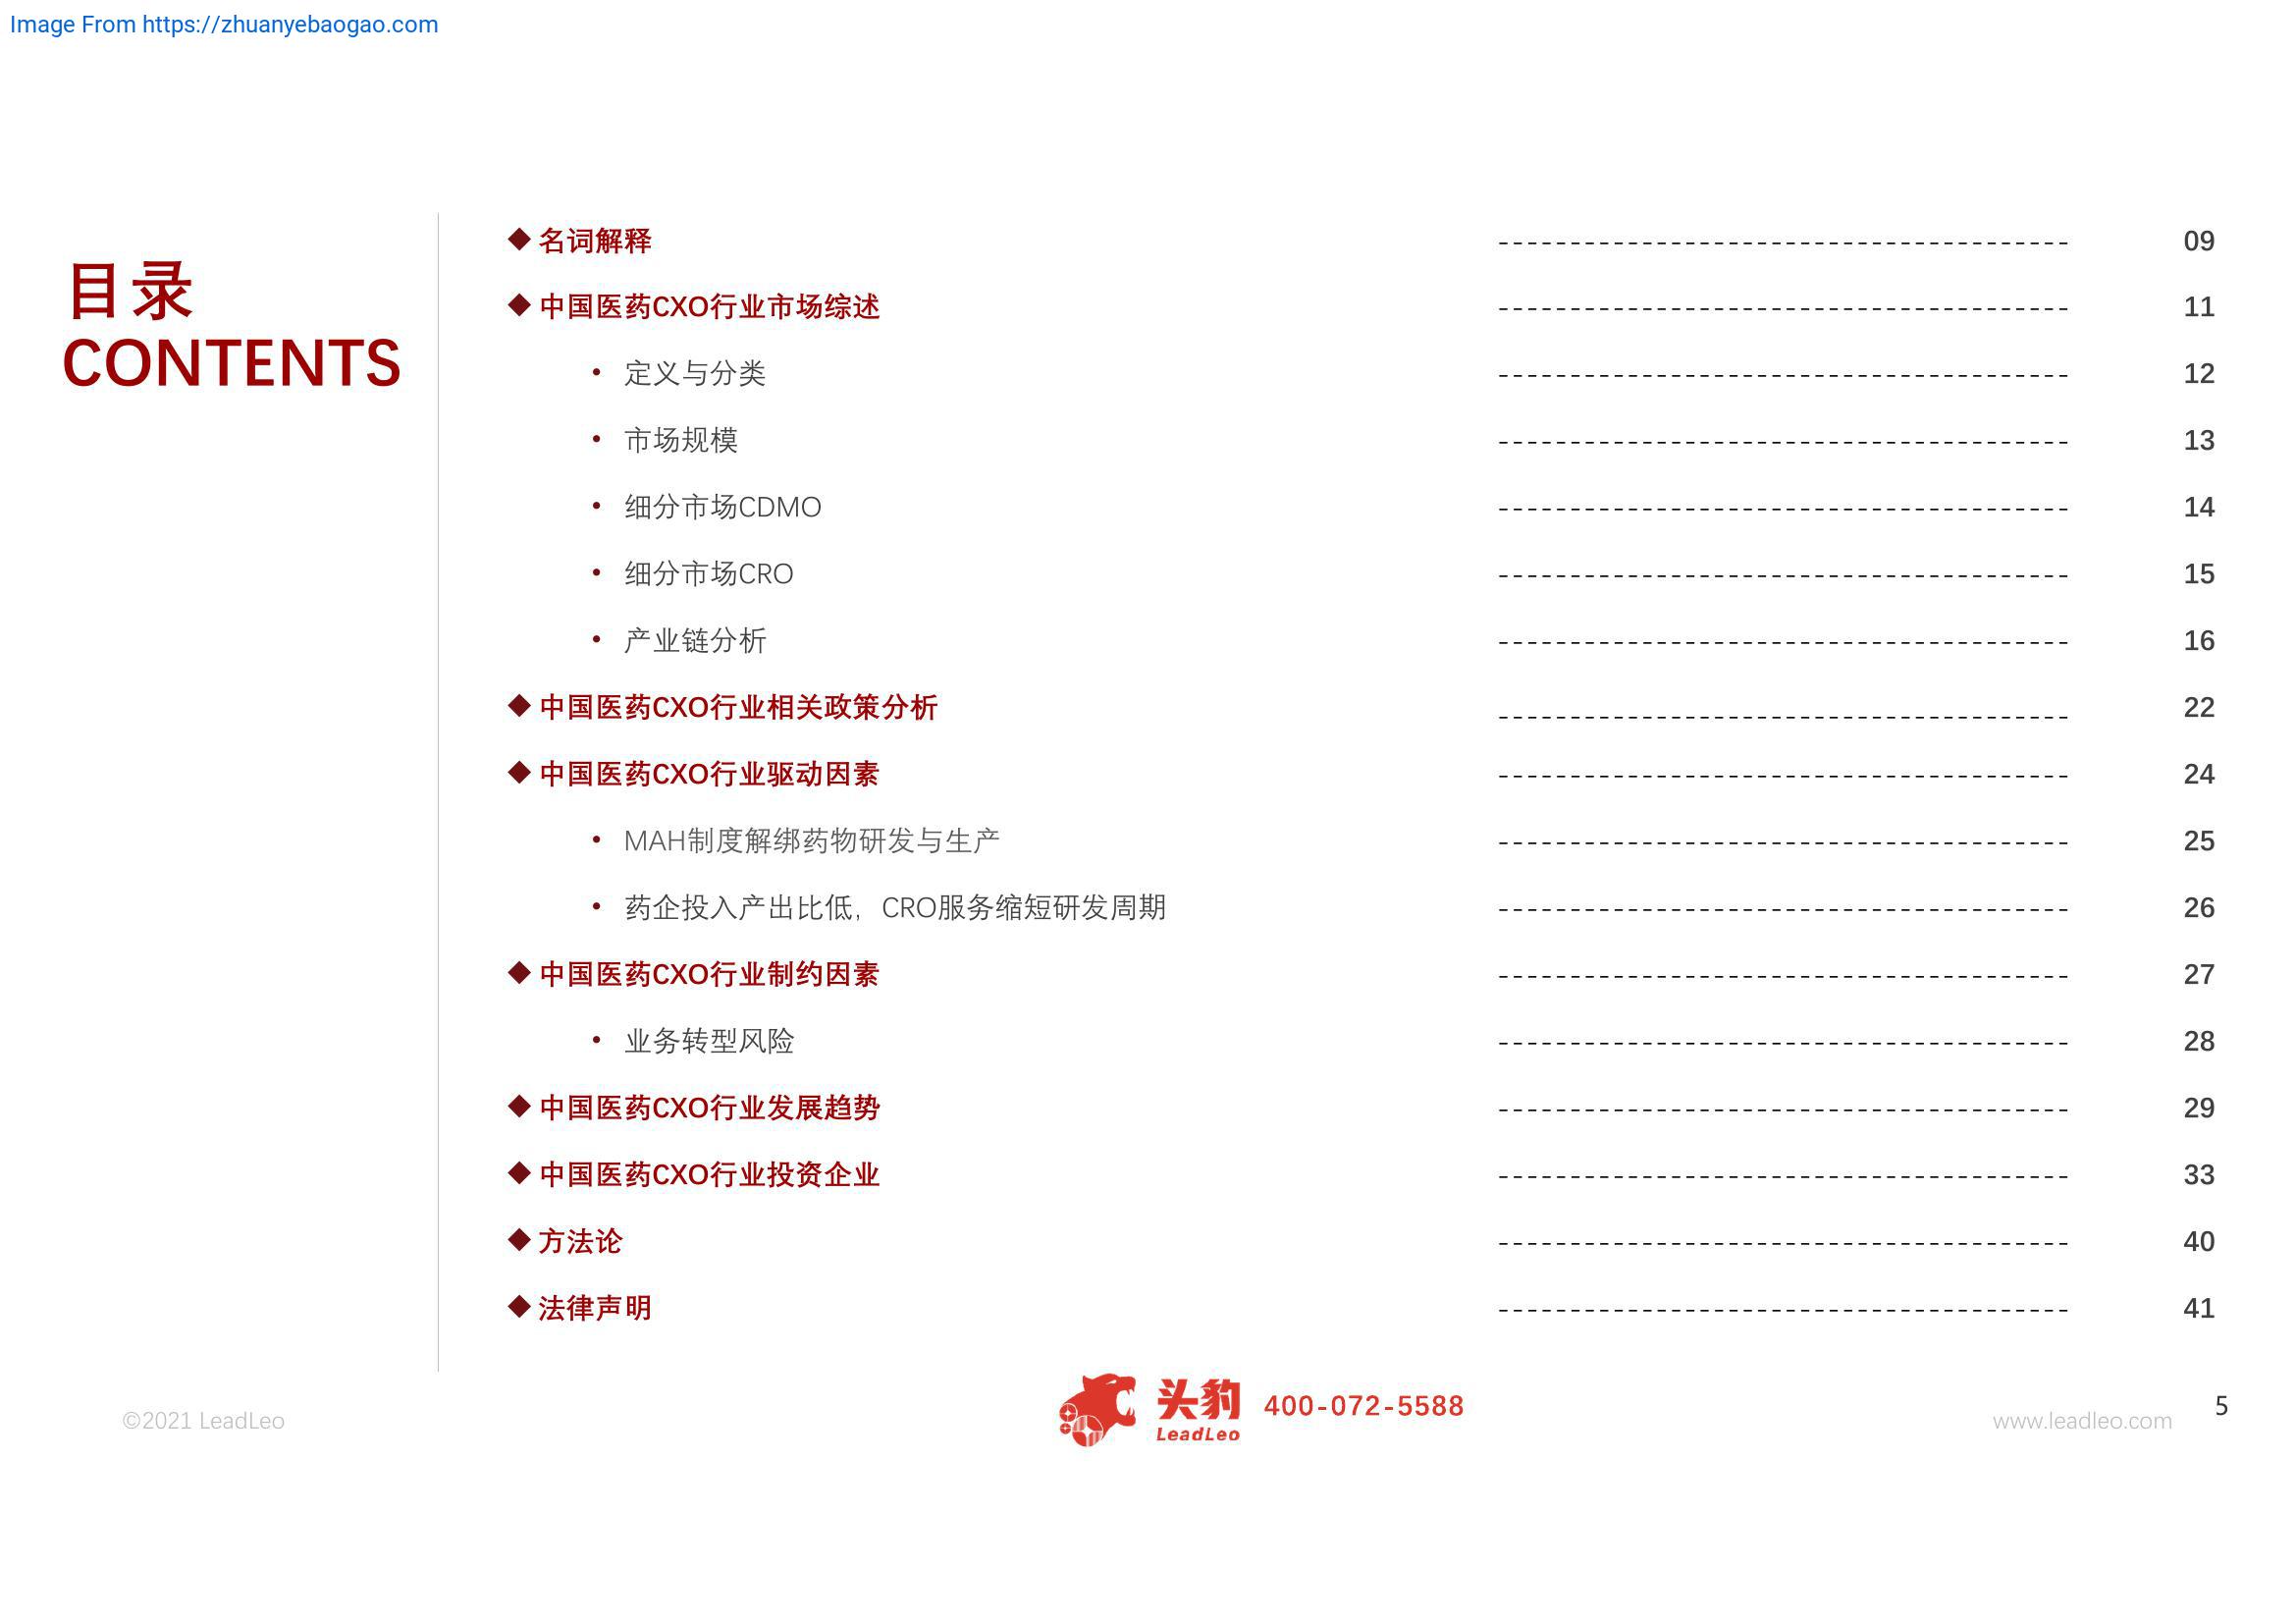 Image From https://zhuanyebaogao.com
目录
CONTENTS
◆ 名词解释 ---------------------------------------- 09
◆ 中国医药CXO行业市场综述 ---------------------------------------- 11
• 定义与分类 ---------------------------------------- 12
• 市场规模 ---------------------------------------- 13
• 细分市场CDMO ---------------------------------------- 14
• 细分市场CRO ---------------------------------------- 15
• 产业链分析 ---------------------------------------- 16
◆ 中国医药CXO行业相关政策分析 ---------------------------------------- 22
◆ 中国医药CXO行业驱动因素 ---------------------------------------- 24
• MAH制度解绑药物研发与生产 ---------------------------------------- 25
• 药企投入产出比低，CRO服务缩短研发周期 ---------------------------------------- 26
◆ 中国医药CXO行业制约因素 ---------------------------------------- 27
• 业务转型风险 ---------------------------------------- 28
◆ 中国医药CXO行业发展趋势 ---------------------------------------- 29
◆ 中国医药CXO行业投资企业 ---------------------------------------- 33
◆ 方法论 ---------------------------------------- 40
◆ 法律声明 ---------------------------------------- 41
©2021 LeadLeo
头豹
LeadLeo
400-072-5588
www.leadleo.com
5